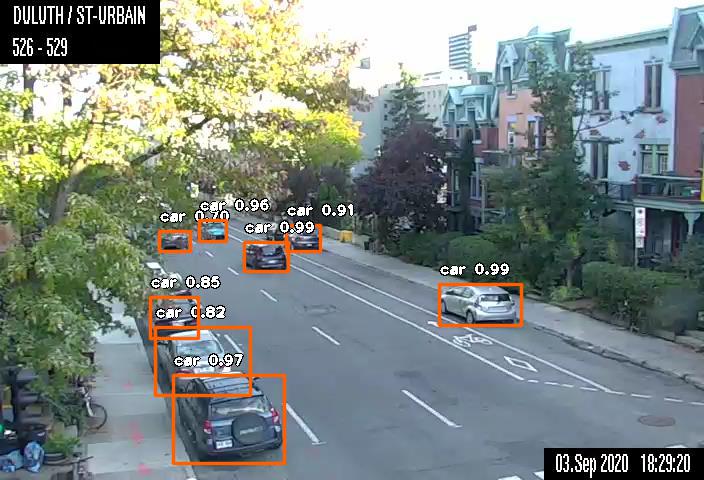 DULUTH / ST-URBAIN
526 - 529
car 0.96
car 0.70
car 0.91
car 0.99
car 0.99
car 0.85
car 0.82
car 0.97
03.Sep 2020 18:29:20